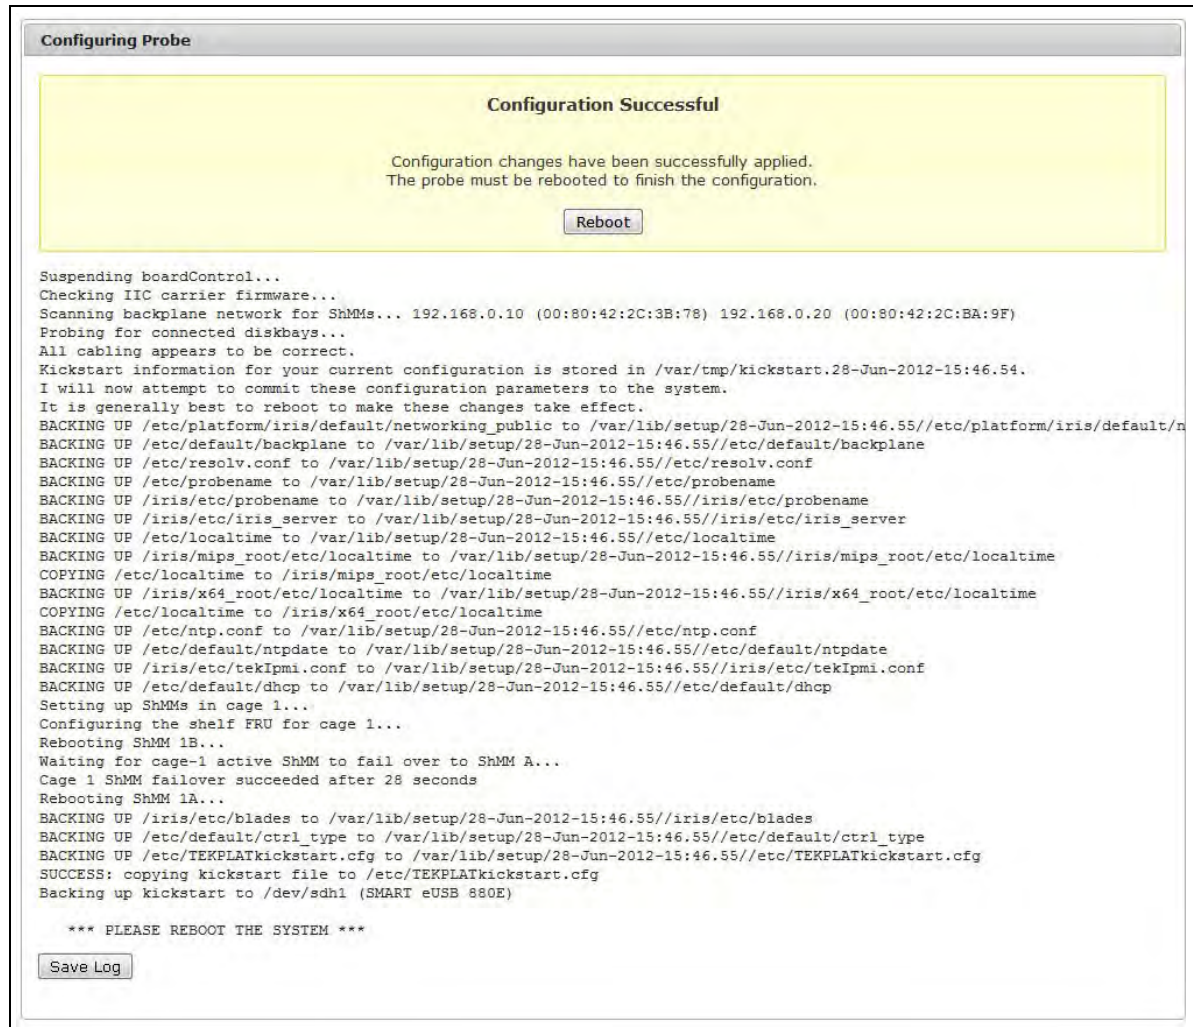 Configuring Probe
Configuration Successful
Configuration changes have been successfully applied.
The probe must be rebooted to finish the configuration.
Reboot
Suspending boardControl...
Checking IIC carrier firmware...
Scanning backplane network for ShMMs... 192.168.0.10 (00:80:42:2C:3B:78) 192.168.0.20 (00:80:42:2C:BA:9F)
Probing for connected diskbays...
All cabling appears to be correct.
Kickstart information for your current configuration is stored in /var/tmp/kickstart.28-Jun-2012-15:46.54.
I will now attempt to commit these configuration parameters to the system.
It is generally best to reboot to make these changes take effect.
BACKING UP /etc/platform/iris/default/networking_public to /var/lib/setup/28-Jun-2012-15:46.55//etc/platform/iris/default/n
BACKING UP /etc/default/backplane to /var/lib/setup/28-Jun-2012-15:46.55//etc/default/backplane
BACKING UP /etc/resolv.conf to /var/lib/setup/28-Jun-2012-15:46.55//etc/resolv.conf
BACKING UP /etc/probename to /var/lib/setup/28-Jun-2012-15:46.55//etc/probename
BACKING UP /iris/etc/probename to /var/lib/setup/28-Jun-2012-15:46.55//iris/etc/probename
BACKING UP /iris/etc/iris_server to /var/lib/setup/28-Jun-2012-15:46.55//iris/etc/iris_server
BACKING UP /etc/localtime to /var/lib/setup/28-Jun-2012-15:46.55//etc/localtime
BACKING UP /iris/mips_root/etc/localtime to /var/lib/setup/28-Jun-2012-15:46.55//iris/mips_root/etc/localtime
COPYING /etc/localtime to /iris/mips_root/etc/localtime
BACKING UP /iris/x64_root/etc/localtime to /var/lib/setup/28-Jun-2012-15:46.55//iris/x64_root/etc/localtime
COPYING /etc/localtime to /iris/x64_root/etc/localtime
BACKING UP /etc/ntp.conf to /var/lib/setup/28-Jun-2012-15:46.55//etc/ntp.conf
BACKING UP /etc/default/ntpdate to /var/lib/setup/28-Jun-2012-15:46.55//etc/default/ntpdate
BACKING UP /iris/etc/tekIpmi.conf to /var/lib/setup/28-Jun-2012-15:46.55//iris/etc/tekIpmi.conf
BACKING UP /etc/default/dhcp to /var/lib/setup/28-Jun-2012-15:46.55//etc/default/dhcp
Setting up ShMMs in cage 1...
Configuring the shelf FRU for cage 1...
Rebooting ShMM 1B...
Waiting for cage-1 active ShMM to fail over to ShMM A...
Cage 1 ShMM failover succeeded after 28 seconds
Rebooting ShMM 1A...
BACKING UP /iris/etc/blades to /var/lib/setup/28-Jun-2012-15:46.55//iris/etc/blades
BACKING UP /etc/default/ctrl_type to /var/lib/setup/28-Jun-2012-15:46.55//etc/default/ctrl_type
BACKING UP /etc/TEKPLATkickstart.cfg to /var/lib/setup/28-Jun-2012-15:46.55//etc/TEKPLATkickstart.cfg
SUCCESS: copying kickstart file to /etc/TEKPLATkickstart.cfg
Backing up kickstart to /dev/sdh1 (SMART eUSB 880E)
*** PLEASE REBOOT THE SYSTEM ***
Save Log